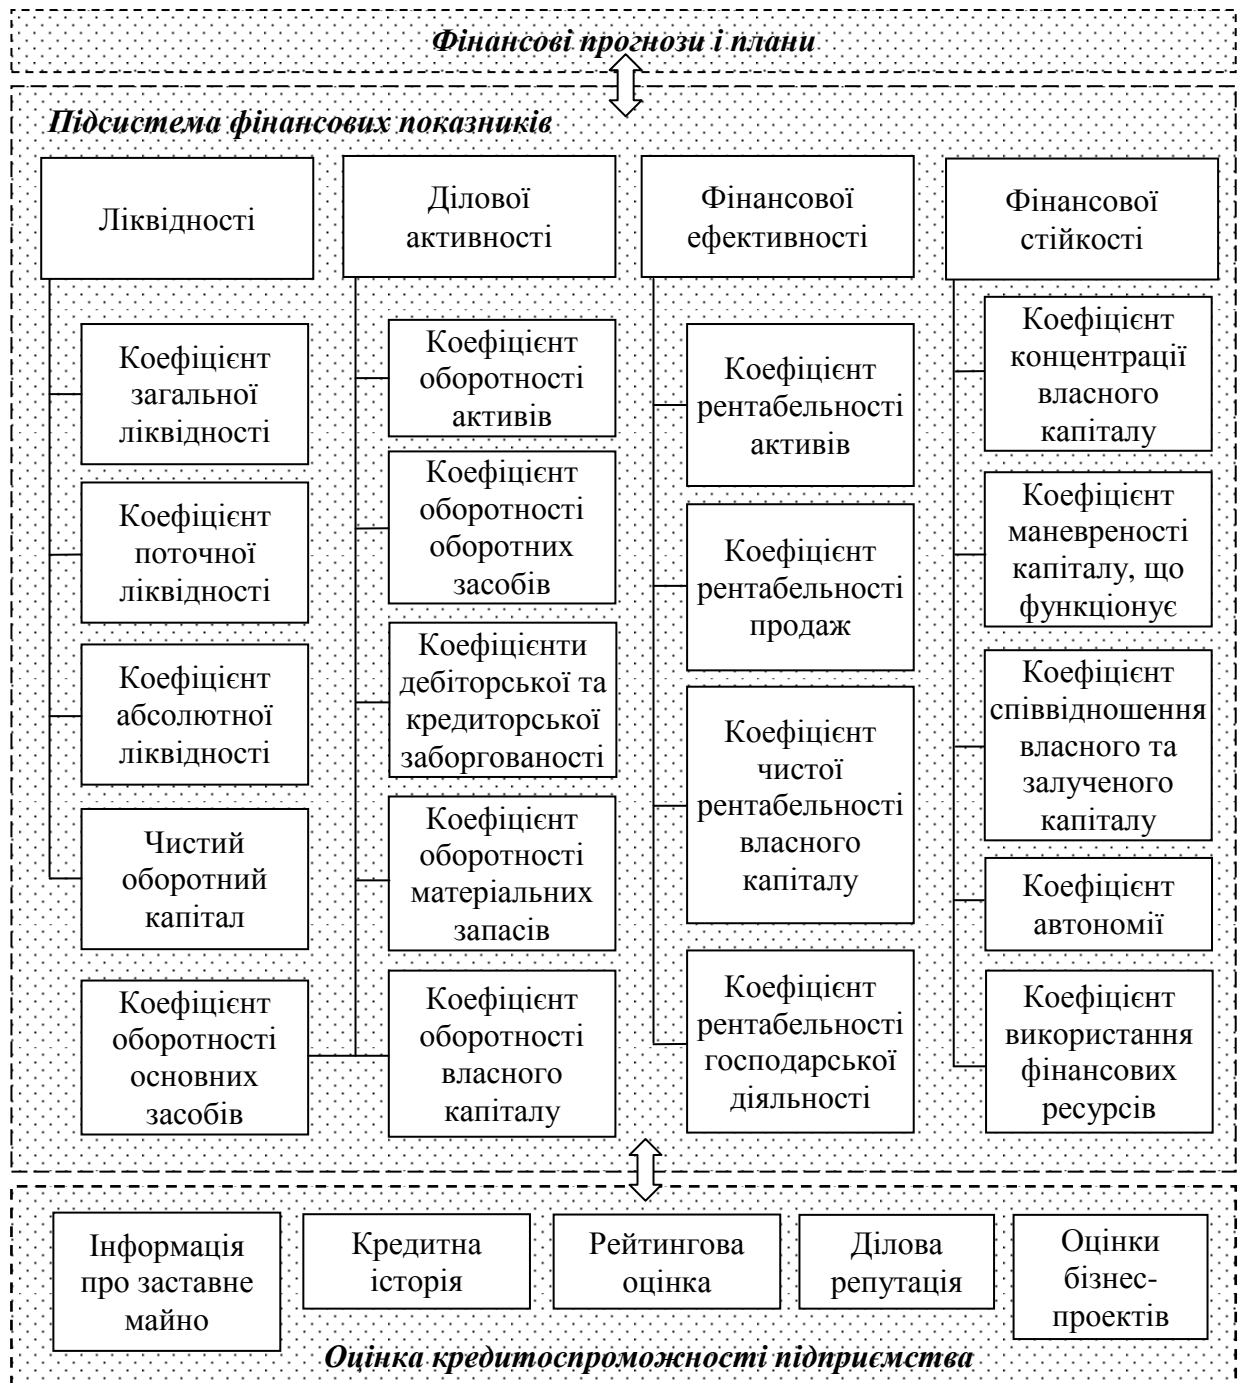 Фінансові прогнози і плани
Підсистема фінансових показників
Ліквідності
Ділової
активності
Фінансової
ефективності
Фінансової
стійкості
Коефіцієнт
загальної
ліквідності
Коефіцієнт
поточної
ліквідності
Коефіцієнт
абсолютної
ліквідності
Чистий
оборотний
капітал
Коефіцієнт
оборотності
основних
засобів
Коефіцієнт
оборотності
активів
Коефіцієнт
оборотності
оборотних
засобів
Коефіцієнти
дебіторської та
кредиторської
заборгованості
Коефіцієнт
оборотності
матеріальних
запасів
Коефіцієнт
оборотності
власного
капіталу
Коефіцієнт
рентабельності
активів
Коефіцієнт
рентабельності
продаж
Коефіцієнт
чистої
рентабельності
власного
капіталу
Коефіцієнт
рентабельності
господарської
діяльності
Коефіцієнт
концентрації
власного
капіталу
Коефіцієнт
маневреності
капіталу, що
функціонує
Коефіцієнт
співвідношення
власного та
залученого
капіталу
Коефіцієнт
автономії
Коефіцієнт
використання
фінансових
ресурсів
Інформація
про заставне
майно
Кредитна
історія
Рейтингова
оцінка
Ділова
репутація
Оцінки
бізнес-
проектів
Оцінка кредитоспроможності підприємства